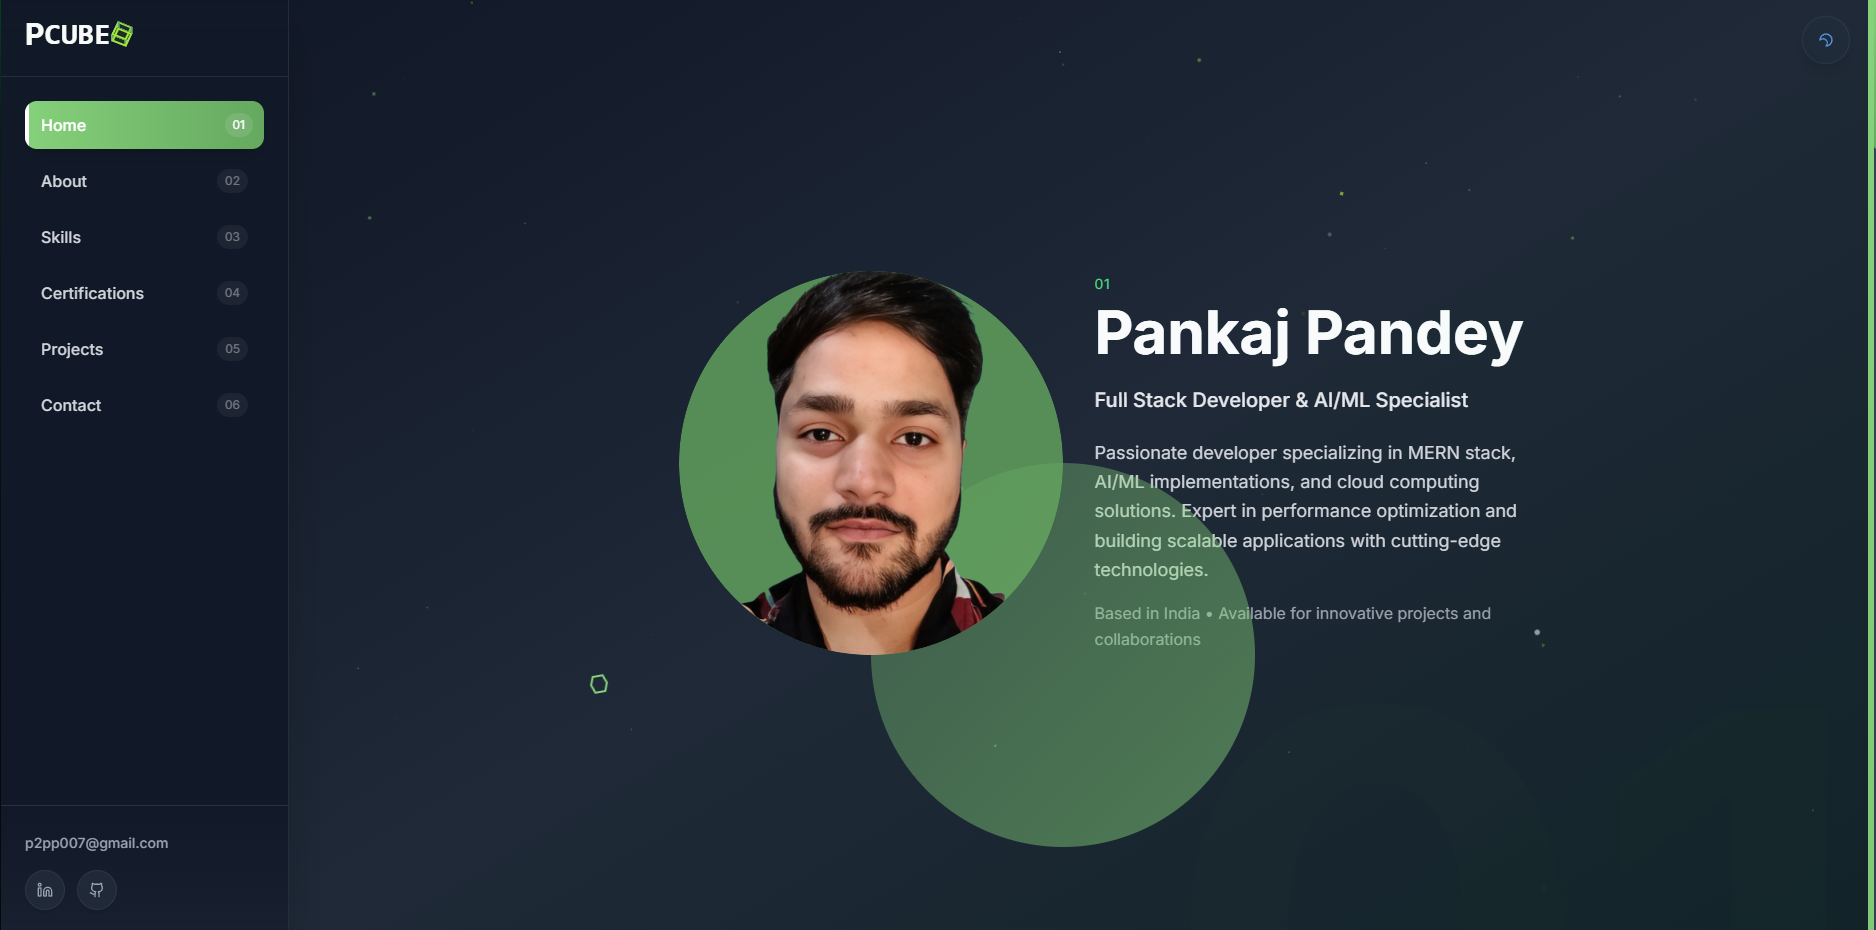 PCUBE
Home 01
About 02
Skills 03
Certifications 04
Projects 05
Contact 06
p2pp007@gmail.com
01
Pankaj Pandey
Full Stack Developer & AI/ML Specialist
Passionate developer specializing in MERN stack,
AI/ML implementations, and cloud computing
solutions. Expert in performance optimization and
building scalable applications with cutting-edge
technologies.
Based in India • Available for innovative projects and
collaborations
01